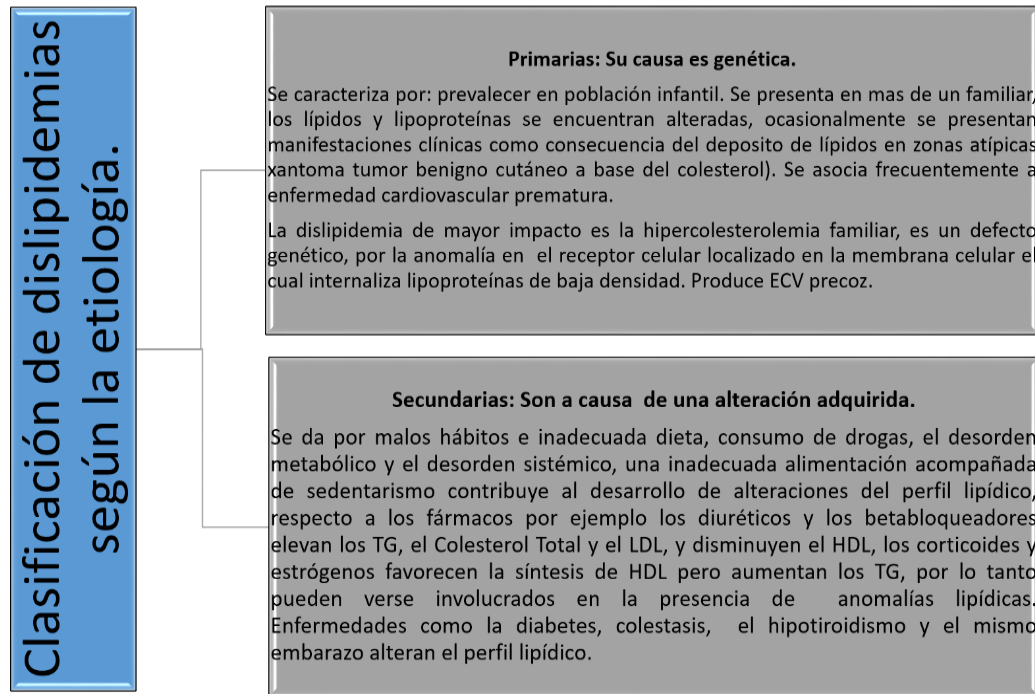 Clasificación de dislipidemias
según la etiología.
Primarias: Su causa es genética.
Se caracteriza por: prevalecer en población infantil. Se presenta en mas de un familiar,
los lípidos y lipoproteínas se encuentran alteradas, ocasionalmente se presentan
manifestaciones clínicas como consecuencia del deposito de lípidos en zonas atípicas
xantoma tumor benigno cutáneo a base del colesterol). Se asocia frecuentemente a
enfermedad cardiovascular prematura.
La dislipidemia de mayor impacto es la hipercolesterolemia familiar, es un defecto
genético, por la anomalía en el receptor celular localizado en la membrana celular el
cual internaliza lipoproteínas de baja densidad. Produce ECV precoz.
Secundarias: Son a causa de una alteración adquirida.
Se da por malos hábitos e inadecuada dieta, consumo de drogas, el desorden
metabólico y el desorden sistémico, una inadecuada alimentación acompañada
de sedentarismo contribuye al desarrollo de alteraciones del perfil lipídico,
respecto a los fármacos por ejemplo los diuréticos y los betabloqueadores
elevan los TG, el Colesterol Total y el LDL, y disminuyen el HDL, los corticoides y
estrógenos favorecen la síntesis de HDL pero aumentan los TG, por lo tanto
pueden verse involucrados en la presencia de anomalías lipídicas.
Enfermedades como la diabetes, colestasis, el hipotiroidismo y el mismo
embarazo alteran el perfil lipídico.